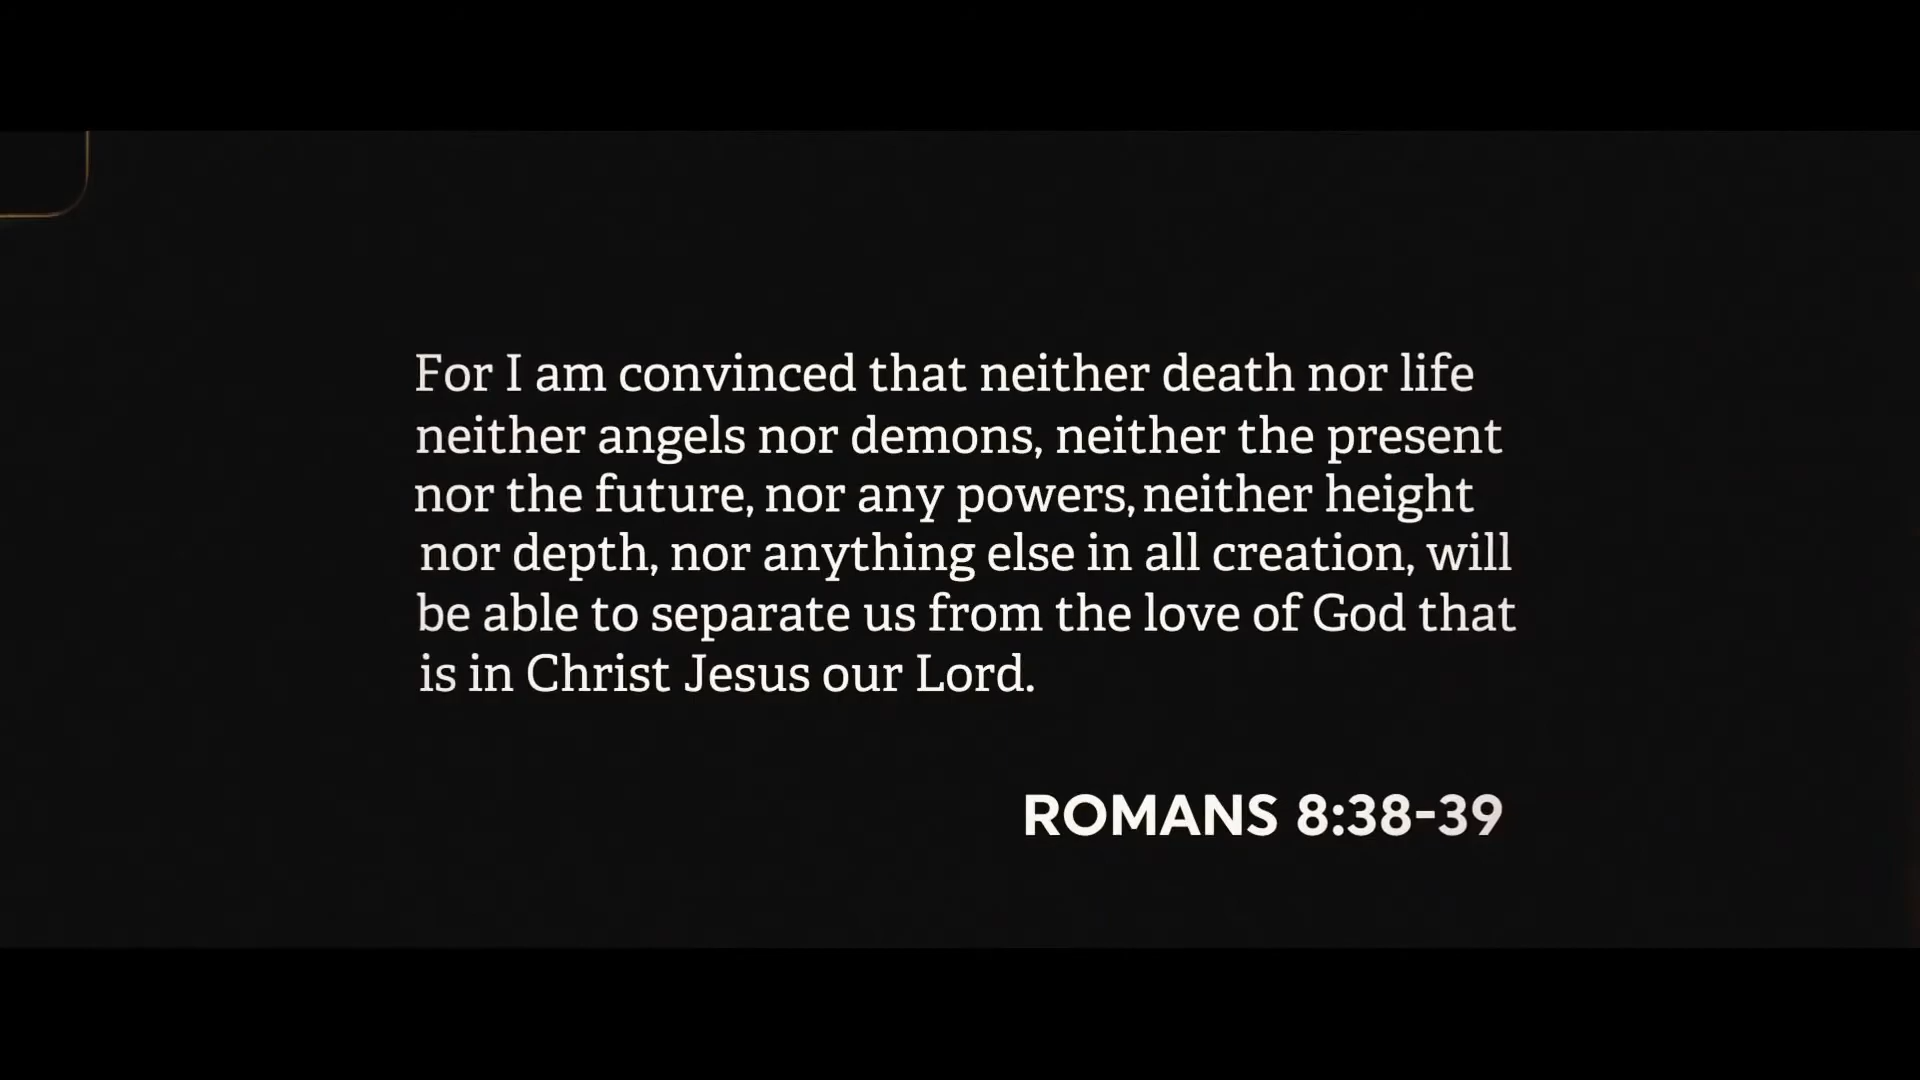 For I am convinced that neither death nor life
neither angels nor demons, neither the present
nor the future, nor any powers, neither height
nor depth, nor anything else in all creation, will
be able to separate us from the love of God that
is in Christ Jesus our Lord.
ROMANS 8:38-39